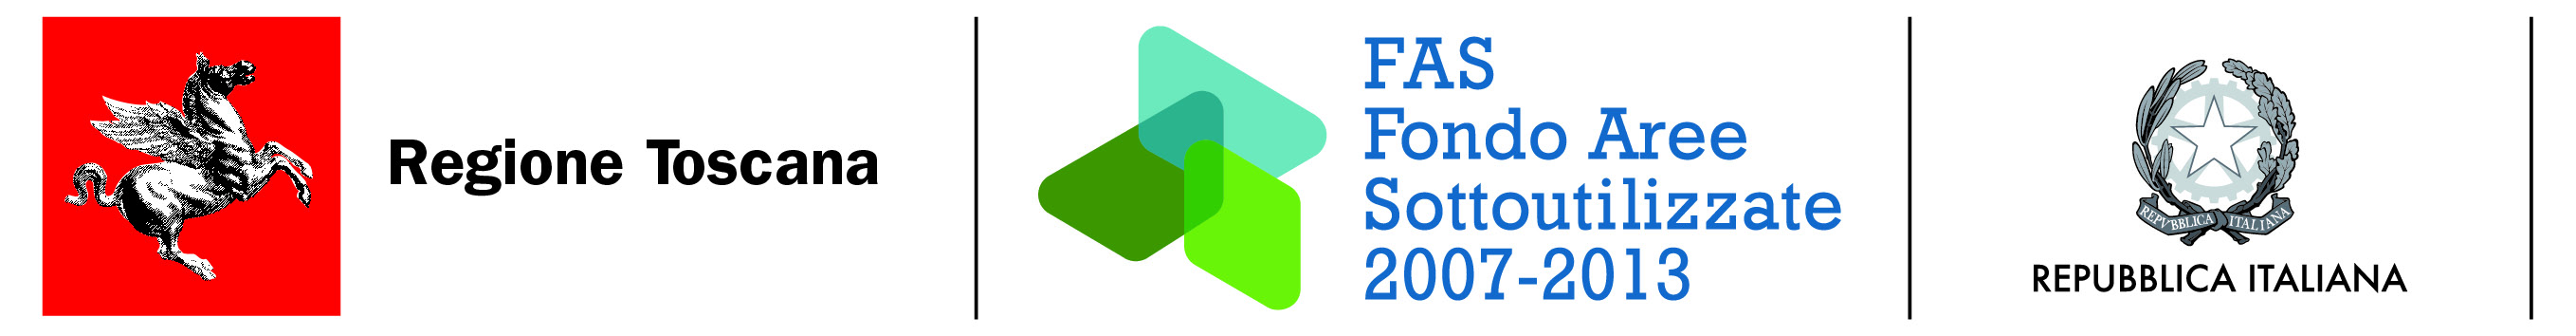 Regione Toscana
FAS
Fondo Aree
Sottoutilizzate
2007-2013
REPVBBLICA ITALIANA
REPUBBLICA ITALIANA